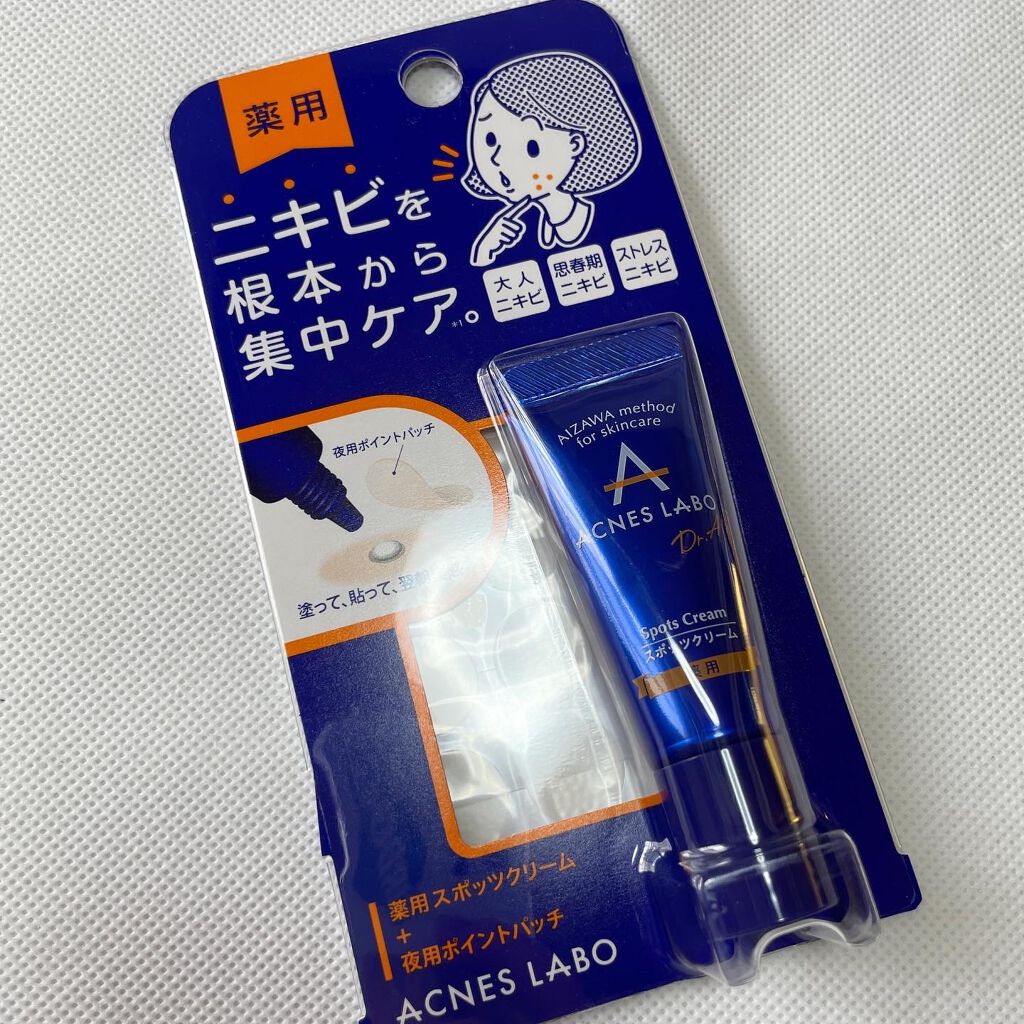 薬用
ニキビを
根本から
集中ケア。
*1
大人
ニキビ
思春期
ニキビ
ストレス
ニキビ
夜用ポイントパッチ
塗って、貼って、
AIZAWA method
for skincare
A
ACNES LABO
Dr.A
Spots Cream
スポッツクリーム
薬用
薬用スポッツクリーム
+
夜用ポイントパッチ
ACNES LABO